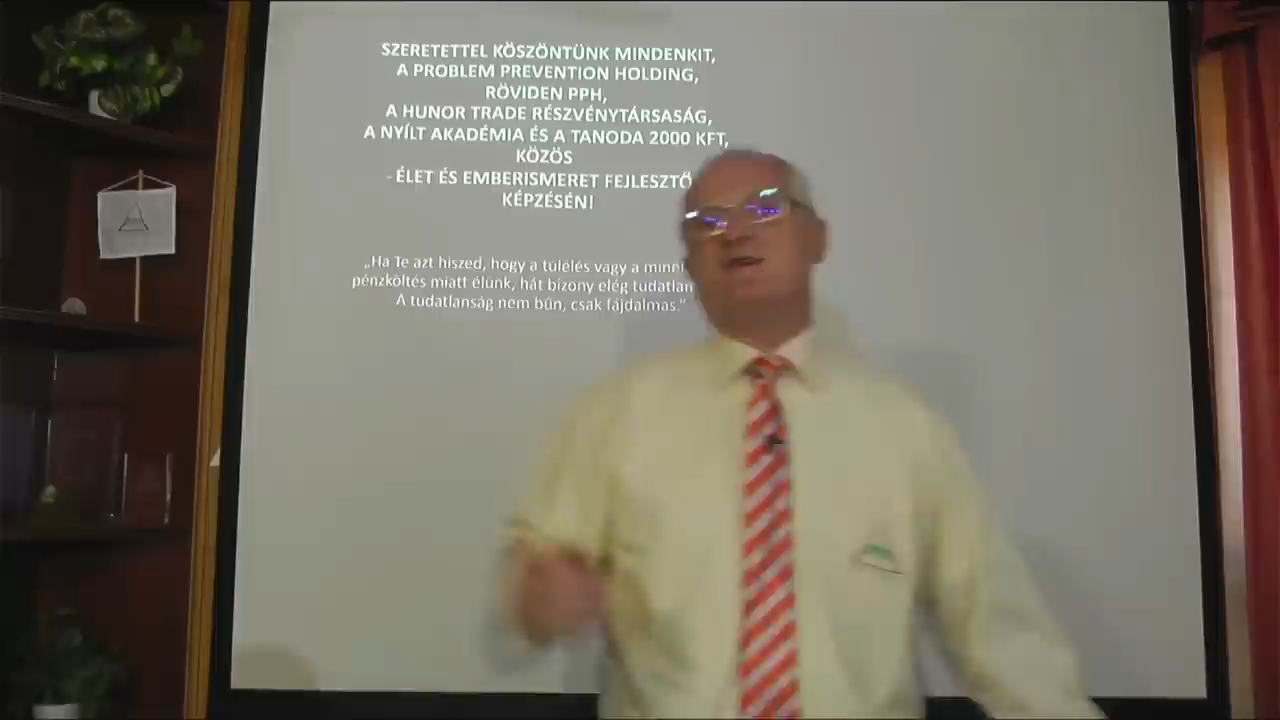 SZERETETTEL KÖSZÖNTÜNK MINDENKIT,
A PROBLEM PREVENTION HOLDING,
RÖVIDEN PPH,
A HUNOR TRADE RÉSZVÉNYTÁRSASÁG,
A NYÍLT AKADÉMIA ÉS A TANODA 2000 KFT,
KÖZÖS
- ÉLET ÉS EMBERISMERET FEJLESZTŐ
KÉPZÉSÉN!
„Ha Te azt hiszed, hogy a túlélés vagy a
pénzköltés miatt élünk, hát bizony elég
A tudatlanság nem bűn, csak fájdalmas.”